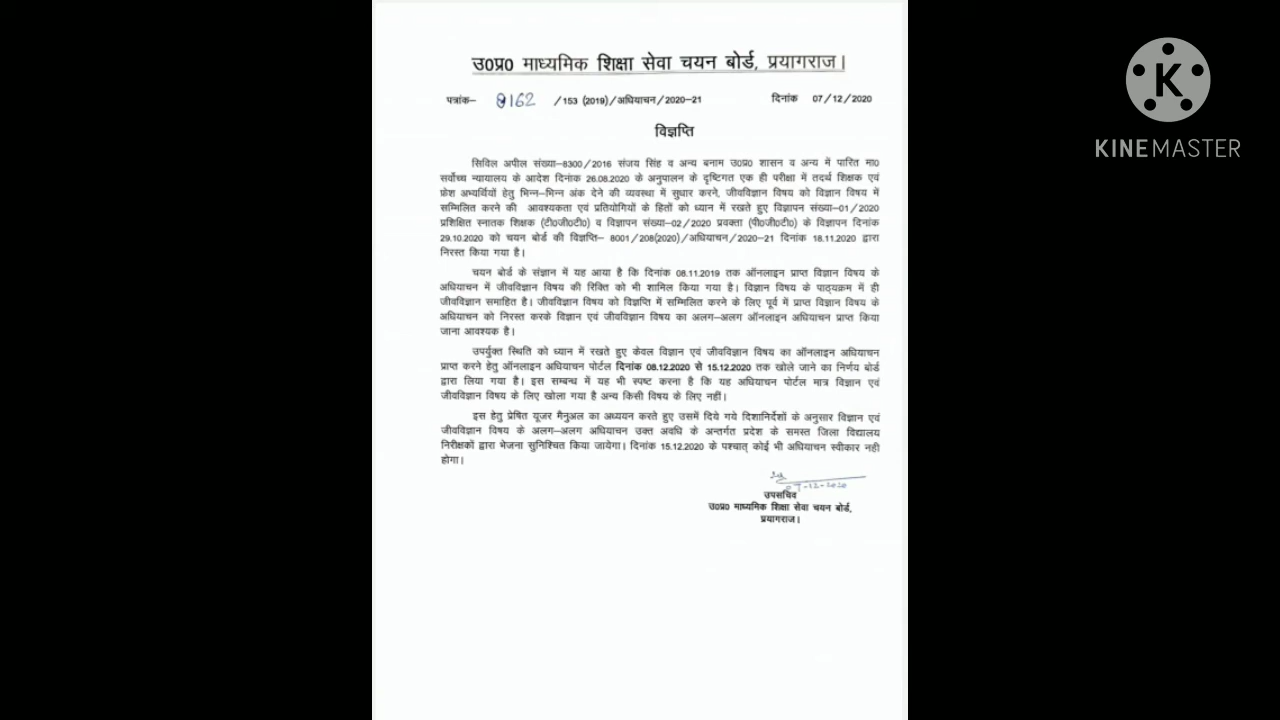 उ0प्र0 माध्यमिक शिक्षा सेवा चयन बोर्ड, प्रयागराज।
पत्रांक– 8162 /153 (2019)/अधियाचन/2020–21 दिनांक 07/12/2020
विज्ञप्ति
सिविल अपील संख्या–8300/2016 संजय सिंह व अन्य बनाम उ0प्र0 शासन व अन्य में पारित मा0
सर्वोच्च न्यायालय के आदेश दिनांक 26.08.2020 के अनुपालन के दृष्टिगत एक ही परीक्षा में तदर्थ शिक्षक एवं
फ्रेश अभ्यर्थियों हेतु भिन्न–भिन्न अंक देने की व्यवस्था में सुधार करने, जीवविज्ञान विषय को विज्ञान विषय में
सम्मिलित करने की आवश्यकता एवं प्रतियोगियों के हितों को ध्यान में रखते हुए विज्ञापन संख्या–01/2020
प्रशिक्षित स्नातक शिक्षक (टी0जी0टी0) व विज्ञापन संख्या–02/2020 प्रवक्ता (पी0जी0टी0) के विज्ञापन दिनांक
29.10.2020 को चयन बोर्ड की विज्ञप्ति– 8001/208(2020)/अधियाचन/2020–21 दिनांक 18.11.2020 द्वारा
निरस्त किया गया है।
चयन बोर्ड के संज्ञान में यह आया है कि दिनांक 08.11.2019 तक ऑनलाइन प्राप्त विज्ञान विषय के
अधियाचन में जीवविज्ञान विषय की रिक्ति को भी शामिल किया गया है। विज्ञान विषय के पाठ्यक्रम में ही
जीवविज्ञान समाहित है। जीवविज्ञान विषय को विज्ञप्ति में सम्मिलित करने के लिए पूर्व में प्राप्त विज्ञान विषय के
अधियाचन को निरस्त करके विज्ञान एवं जीवविज्ञान विषय का अलग–अलग ऑनलाइन अधियाचन प्राप्त किया
जाना आवश्यक है।
उपर्युक्त स्थिति को ध्यान में रखते हुए केवल विज्ञान एवं जीवविज्ञान विषय का ऑनलाइन अधियाचन
प्राप्त करने हेतु ऑनलाइन अधियाचन पोर्टल दिनांक 08.12.2020 से 15.12.2020 तक खोले जाने का निर्णय बोर्ड
द्वारा लिया गया है। इस सम्बन्ध में यह भी स्पष्ट करना है कि यह अधियाचन पोर्टल मात्र विज्ञान एवं
जीवविज्ञान विषय के लिए खोला गया है अन्य किसी विषय के लिए नहीं।
इस हेतु प्रेषित यूजर मैनुअल का अध्ययन करते हुए उसमें दिये गये दिशानिर्देशों के अनुसार विज्ञान एवं
जीवविज्ञान विषय के अलग–अलग अधियाचन उक्त अवधि के अन्तर्गत प्रदेश के समस्त जिला विद्यालय
निरीक्षकों द्वारा भेजना सुनिश्चित किया जायेगा। दिनांक 15.12.2020 के पश्चात् कोई भी अधियाचन स्वीकार नही
होगा।
07-12-2020
उपसचिव
उ0प्र0 माध्यमिक शिक्षा सेवा चयन बोर्ड,
प्रयागराज।
K
KINEMASTER